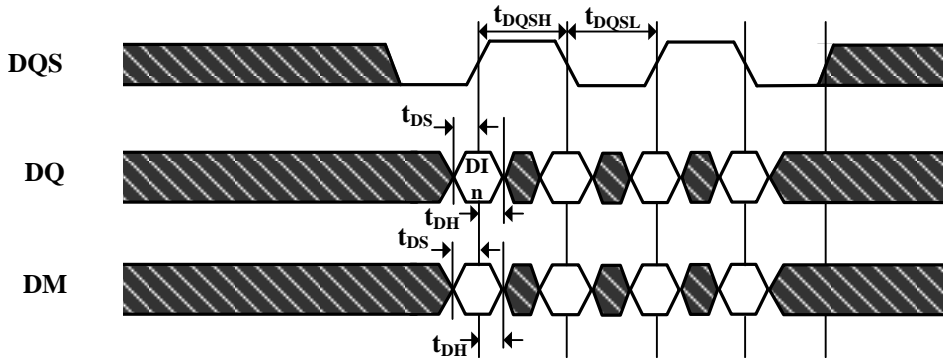 tDQSH tDQSL
DQS
tDS
DQ
DI
n
tDH
tDS
DM
tDH